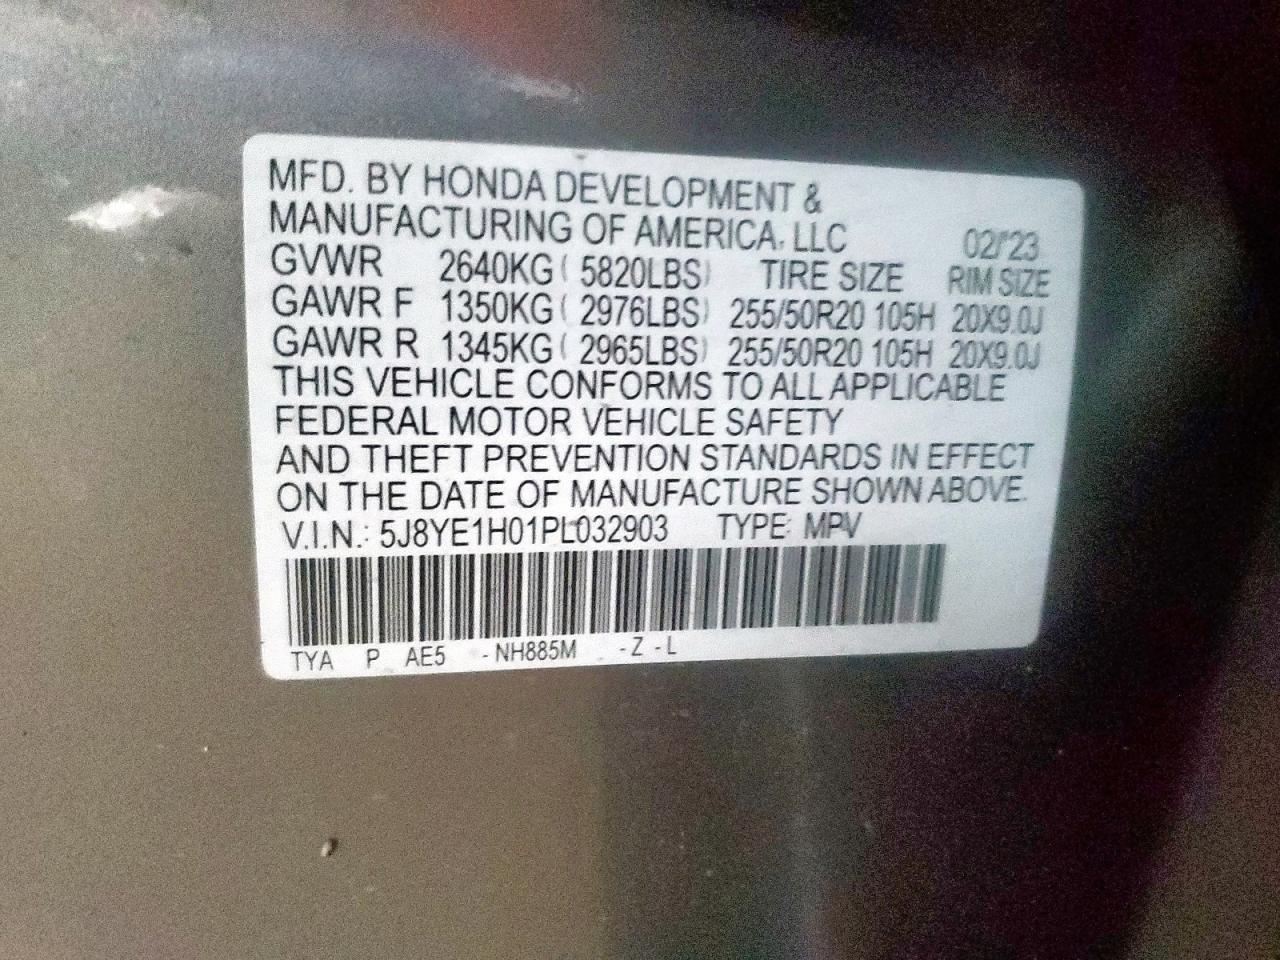 MFD. BY HONDA DEVELOPMENT &
MANUFACTURING OF AMERICA, LLC 02/23
GVWR 2640KG ( 5820LBS) TIRE SIZE RIM SIZE
GAWR F 1350KG ( 2976LBS) 255/50R20 105H 20X9.0J
GAWR R 1345KG ( 2965LBS) 255/50R20 105H 20X9.0J
THIS VEHICLE CONFORMS TO ALL APPLICABLE
FEDERAL MOTOR VEHICLE SAFETY
AND THEFT PREVENTION STANDARDS IN EFFECT
ON THE DATE OF MANUFACTURE SHOWN ABOVE.
V.I.N.: 5J8YE1H01PL032903 TYPE: MPV
TYA P AE5 - NH885M - Z - L